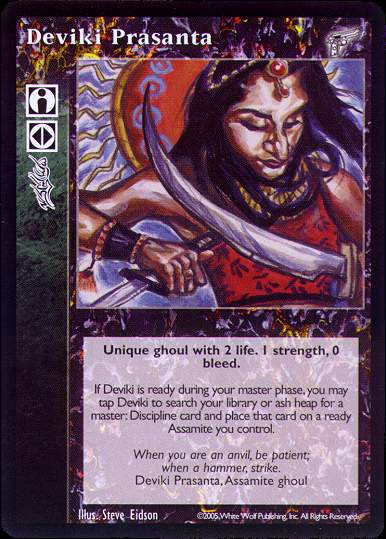 Deviki Prasanta
Unique ghoul with 2 life. 1 strength, 0
bleed.
If Deviki is ready during your master phase, you may
tap Deviki to search your library or ash heap for a
master: Discipline card and place that card on a ready
Assamite you control.
When you are an anvil, be patient;
when a hammer, strike.
Deviki Prasanta, Assamite ghoul
Illus. Steve Eidson
©2005, White Wolf Publishing, Inc. All Rights Reserved.